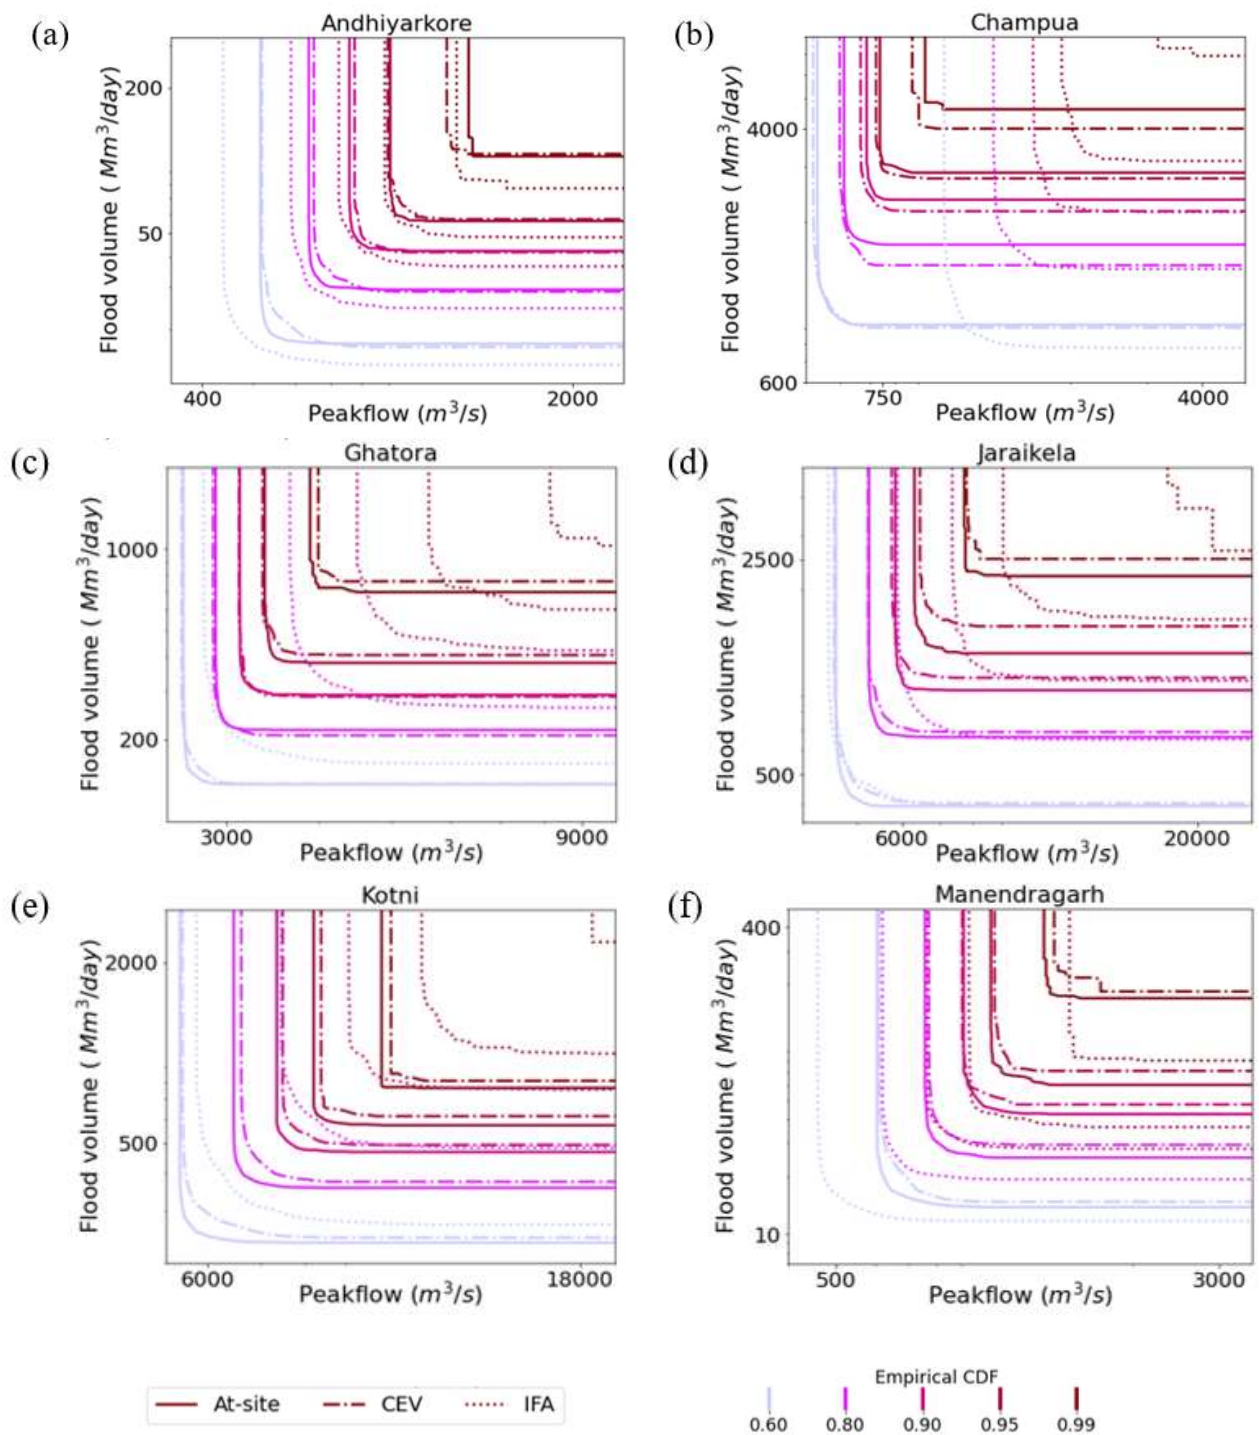 (a)
Andhiyarkore
Flood volume ( Mm³/day)
200
50
400
2000
Peakflow (m³/s)
(b)
Champua
Flood volume ( Mm³/day)
4000
600
750
4000
Peakflow (m³/s)
(c)
Ghatora
Flood volume ( Mm³/day)
1000
200
3000
9000
Peakflow (m³/s)
(d)
Jaraikela
Flood volume ( Mm³/day)
2500
500
6000
20000
Peakflow (m³/s)
(e)
Kotni
Flood volume ( Mm³/day)
2000
500
6000
18000
Peakflow (m³/s)
(f)
Manendragarh
Flood volume ( Mm³/day)
400
10
500
3000
Peakflow (m³/s)
At-site CEV IFA
Empirical CDF
0.60 0.80 0.90 0.95 0.99